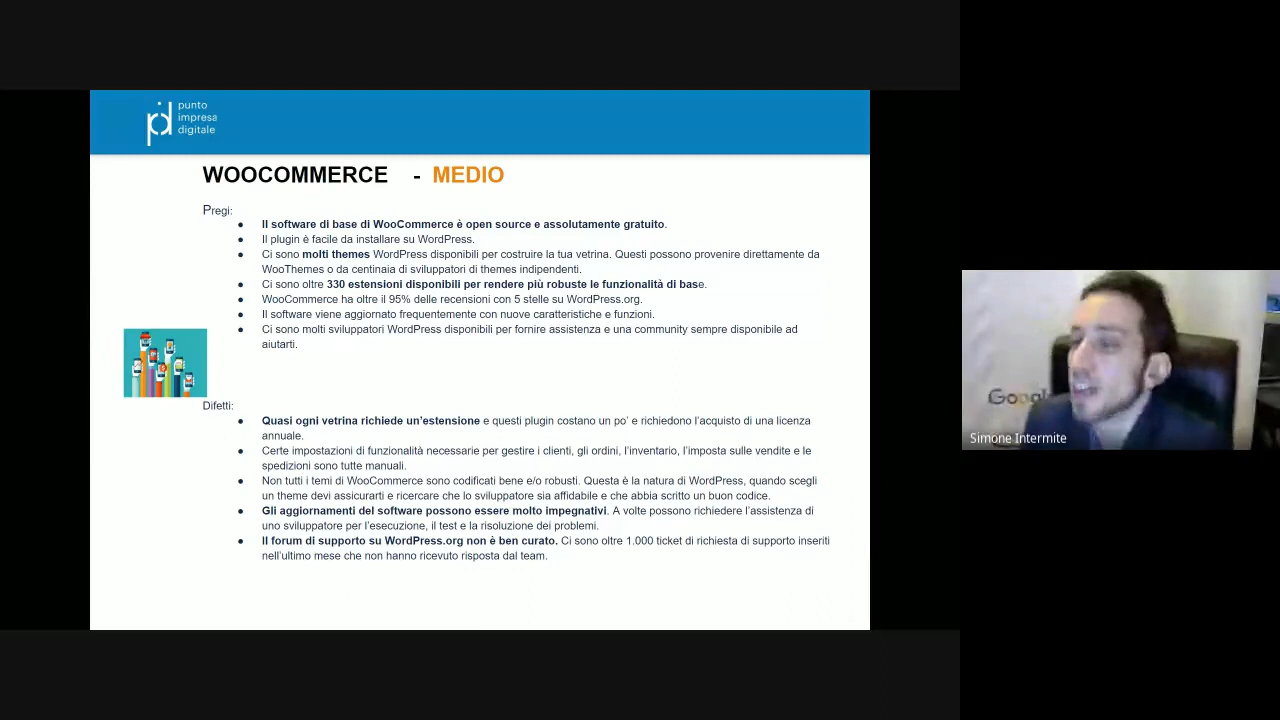 punto
impresa
digitale
WOOCOMMERCE - MEDIO
Pregi:
● Il software di base di WooCommerce è open source e assolutamente gratuito.
● Il plugin è facile da installare su WordPress.
● Ci sono molti themes WordPress disponibili per costruire la tua vetrina. Questi possono provenire direttamente da
WooThemes o da centinaia di sviluppatori di themes indipendenti.
● Ci sono oltre 330 estensioni disponibili per rendere più robuste le funzionalità di base.
● WooCommerce ha oltre il 95% delle recensioni con 5 stelle su WordPress.org.
● Il software viene aggiornato frequentemente con nuove caratteristiche e funzioni.
● Ci sono molti sviluppatori WordPress disponibili per fornire assistenza e una community sempre disponibile ad
aiutarti.
Difetti:
● Quasi ogni vetrina richiede un’estensione e questi plugin costano un po’ e richiedono l’acquisto di una licenza
annuale.
● Certe impostazioni di funzionalità necessarie per gestire i clienti, gli ordini, l’inventario, l’imposta sulle vendite e le
spedizioni sono tutte manuali.
● Non tutti i temi di WooCommerce sono codificati bene e/o robusti. Questa è la natura di WordPress, quando scegli
un theme devi assicurarti e ricercare che lo sviluppatore sia affidabile e che abbia scritto un buon codice.
● Gli aggiornamenti del software possono essere molto impegnativi. A volte possono richiedere l’assistenza di
uno sviluppatore per l’esecuzione, il test e la risoluzione dei problemi.
● Il forum di supporto su WordPress.org non è ben curato. Ci sono oltre 1.000 ticket di richiesta di supporto inseriti
nell’ultimo mese che non hanno ricevuto risposta dal team.
Google
Simone Intermite